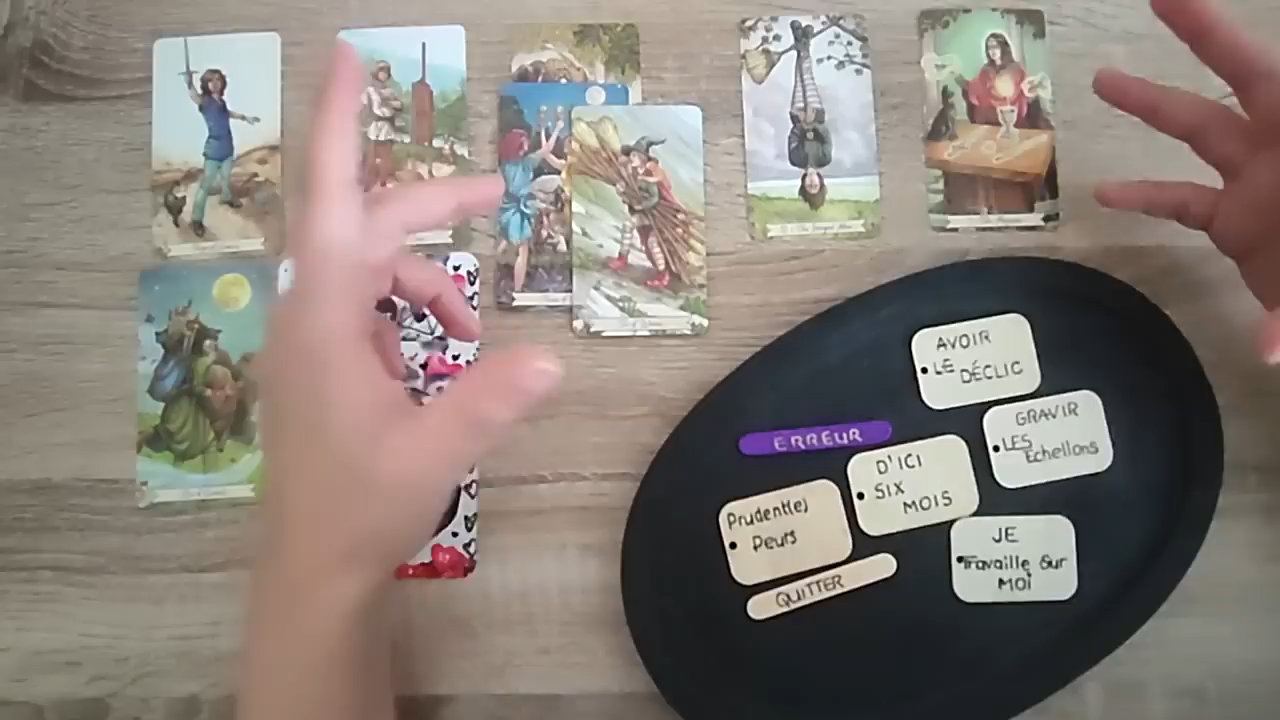 AVOIR
LE DÉCLIC
GRAVIR
LES Echellons
ERREUR
D'ICI
SIX
MOIS
Prudent(e)
Peurs
JE
Travaille Sur
MOI
QUITTER